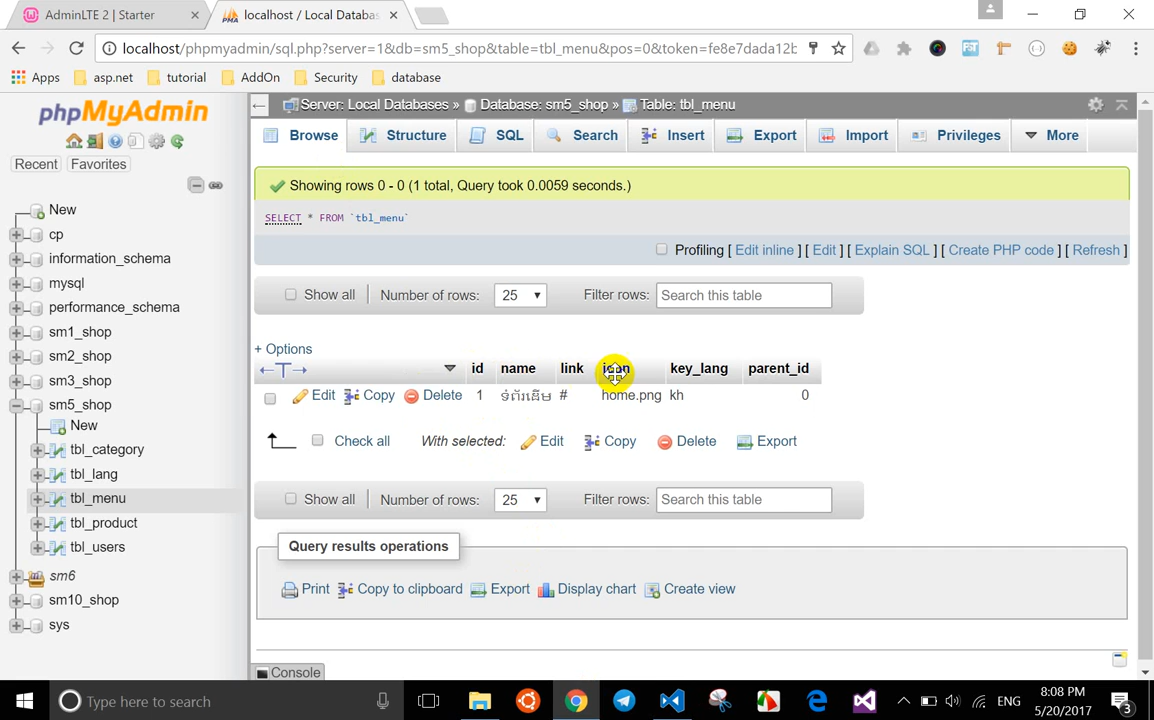 AdminLTE 2 | Starter
localhost / Local Databas
localhost/phpmyadmin/sql.php?server=1&db=sm5_shop&table=tbl_menu&pos=0&token=fe8e7dada12b
Apps asp.net tutorial AddOn Security database
phpMyAdmin
Recent Favorites
New
cp
information_schema
mysql
performance_schema
sm1_shop
sm2_shop
sm3_shop
sm5_shop
New
tbl_category
tbl_lang
tbl_menu
tbl_product
tbl_users
sm6
sm10_shop
sys
Server: Local Databases » Database: sm5_shop » Table: tbl_menu
Browse Structure SQL Search Insert Export Import Privileges More
Showing rows 0 - 0 (1 total, Query took 0.0059 seconds.)
SELECT * FROM `tbl_menu`
Profiling [ Edit inline ] [ Edit ] [ Explain SQL ] [ Create PHP code ] [ Refresh ]
Show all Number of rows: 25 Filter rows: Search this table
+ Options
id name link icon key_lang parent_id
Edit Copy Delete 1 ទំព័រដើម # home.png kh 0
Check all With selected: Edit Copy Delete Export
Show all Number of rows: 25 Filter rows: Search this table
Query results operations
Print Copy to clipboard Export Display chart Create view
Console
Type here to search
ENG
8:08 PM
5/20/2017
3